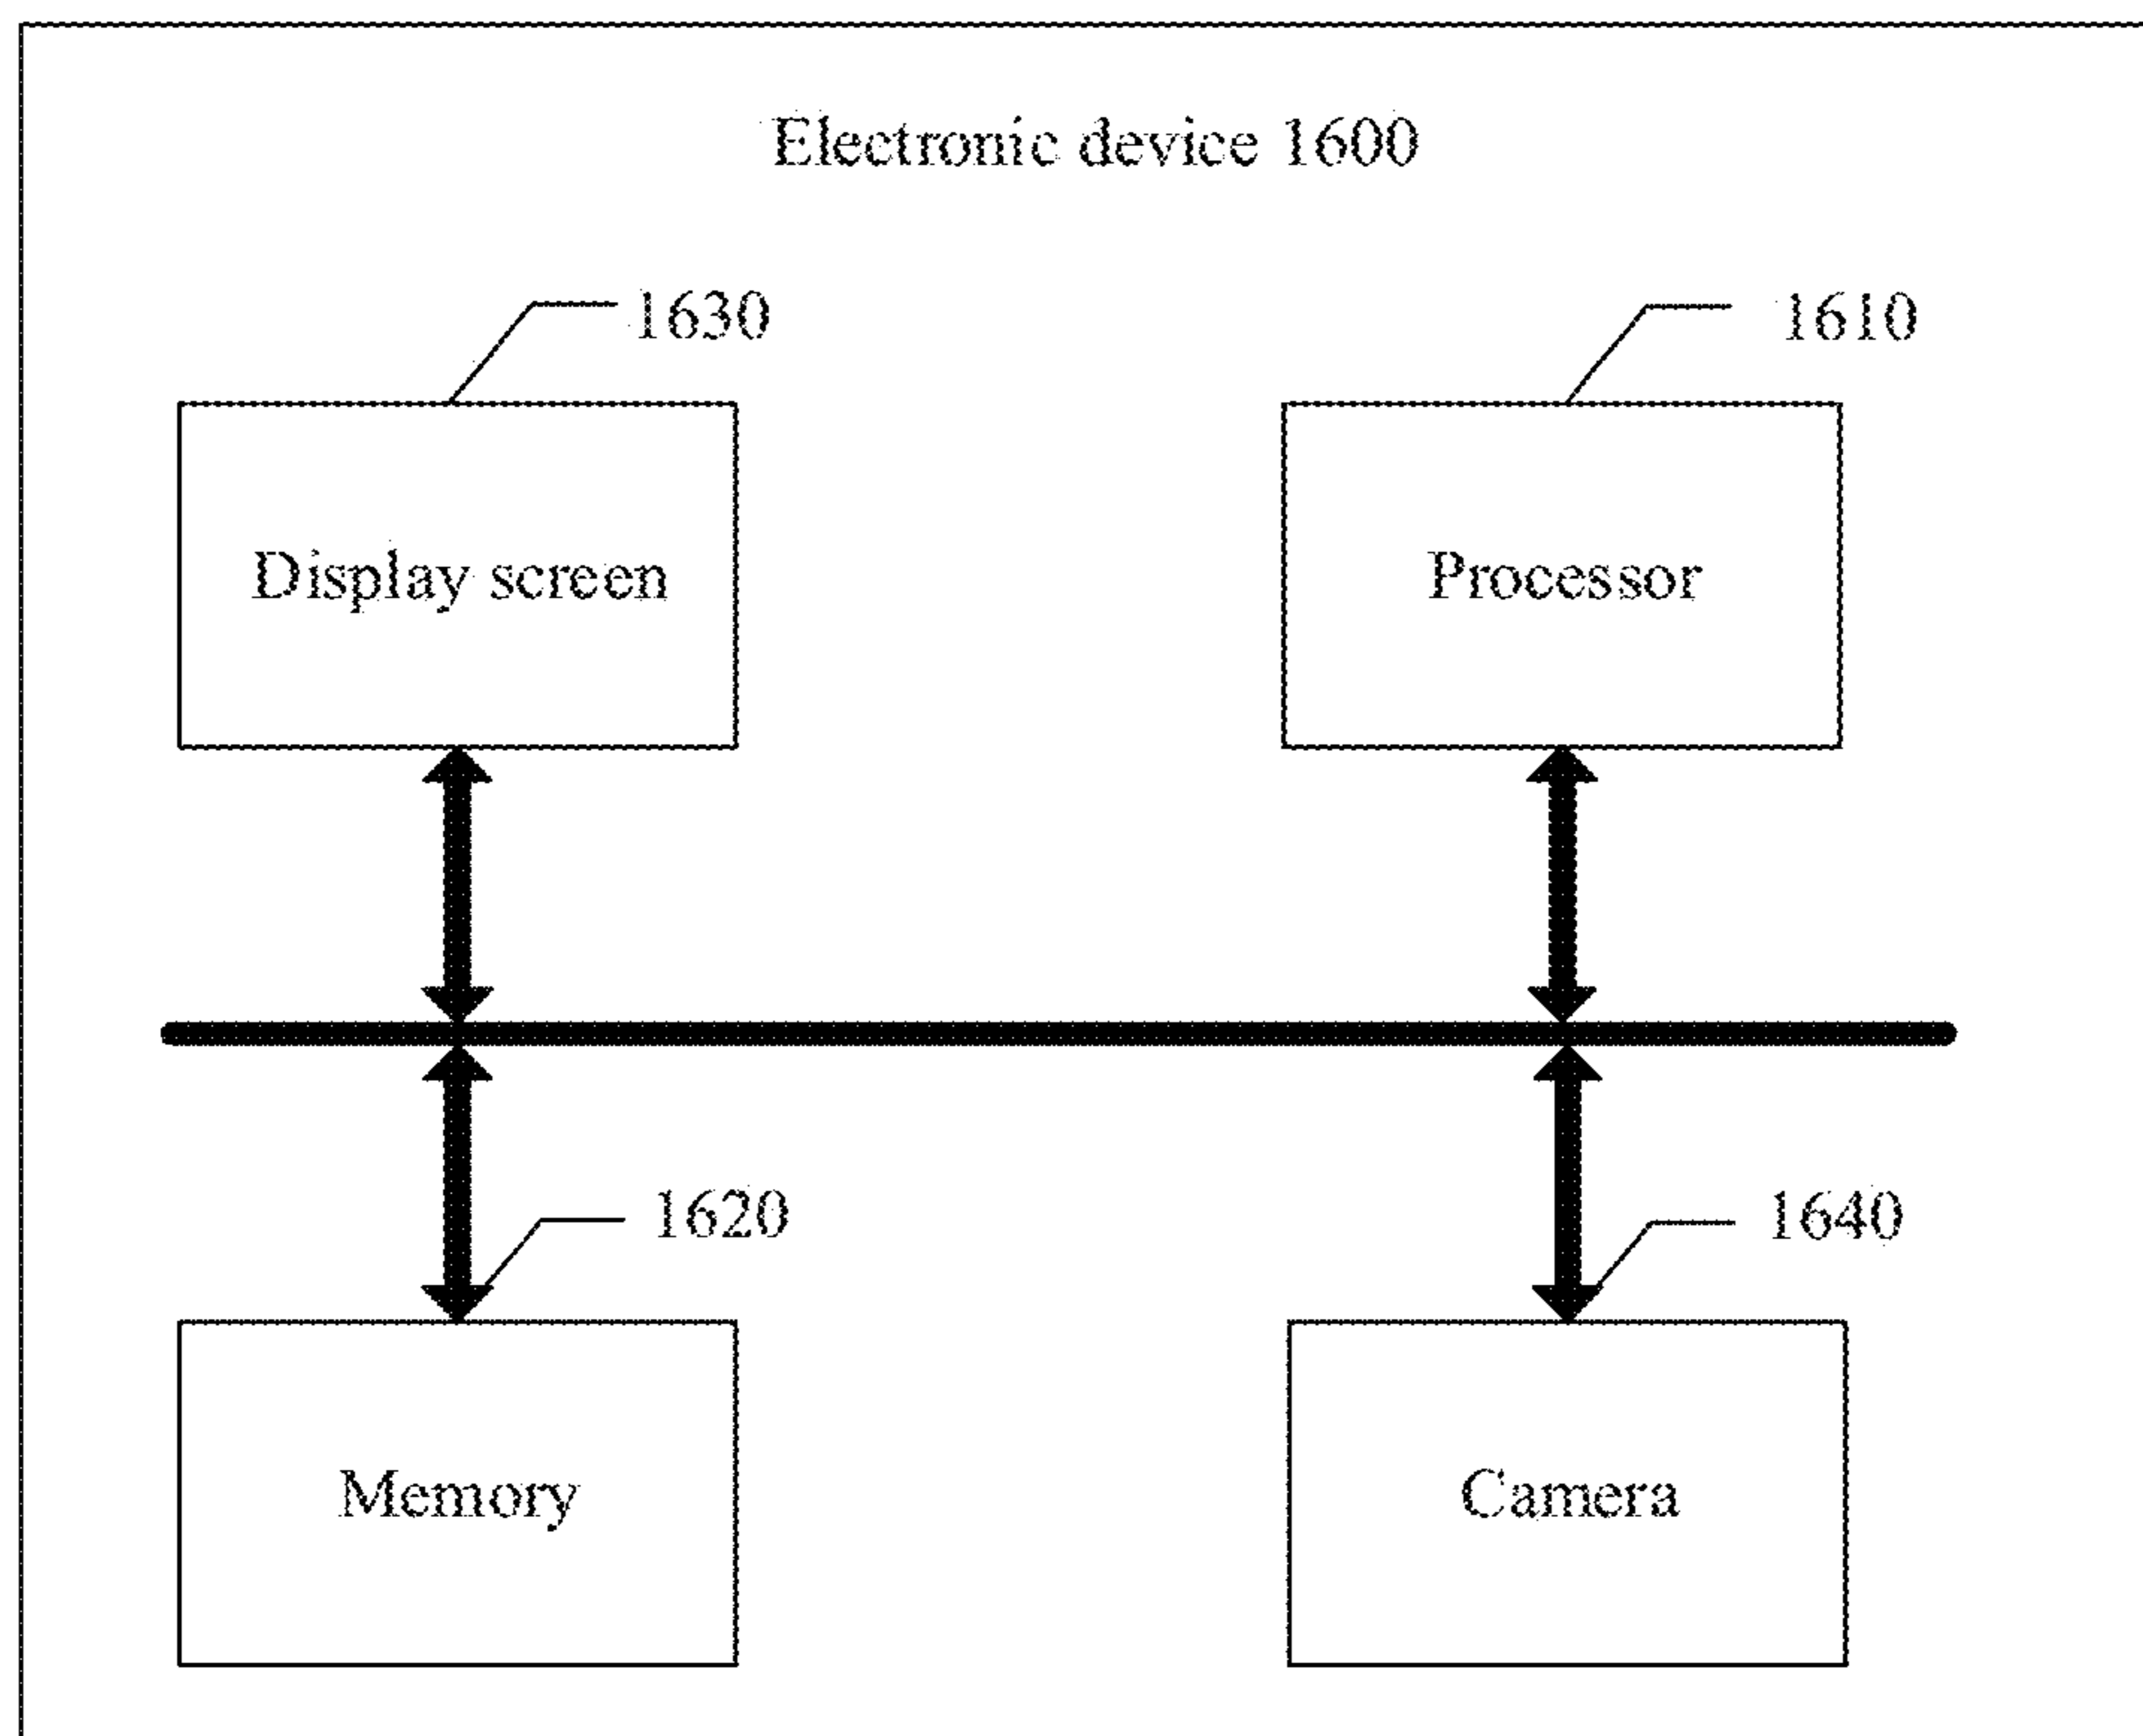 Electronic device 1600
1630
1610
Display screen
Processor
1620
1640
Memory
Camera